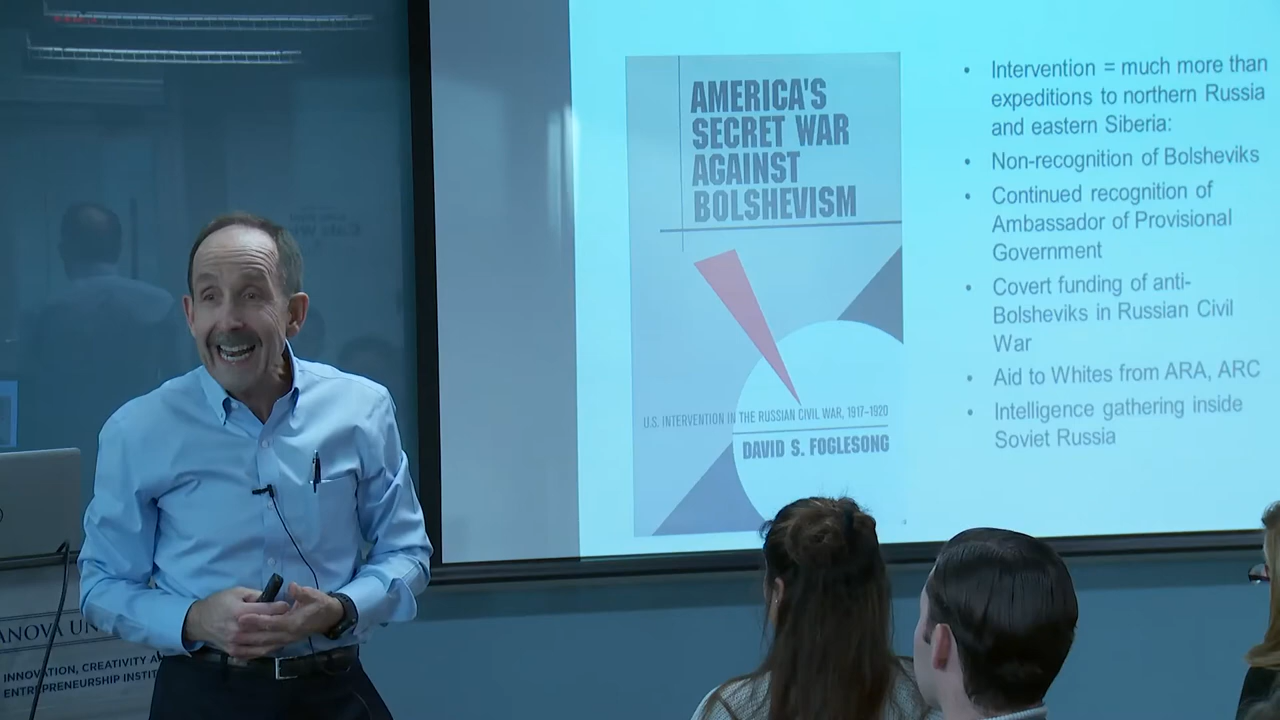 AMERICA'S
SECRET WAR
AGAINST
BOLSHEVISM
U.S. INTERVENTION IN THE RUSSIAN CIVIL WAR, 1917–1920
DAVID S. FOGLESONG
• Intervention = much more than
expeditions to northern Russia
and eastern Siberia:
• Non-recognition of Bolsheviks
• Continued recognition of
Ambassador of Provisional
Government
• Covert funding of anti-
Bolsheviks in Russian Civil
War
• Aid to Whites from ARA, ARC
• Intelligence gathering inside
Soviet Russia
ANOVA UN
INNOVATION, CREATIVITY A
ENTREPRENEURSHIP INSTIT